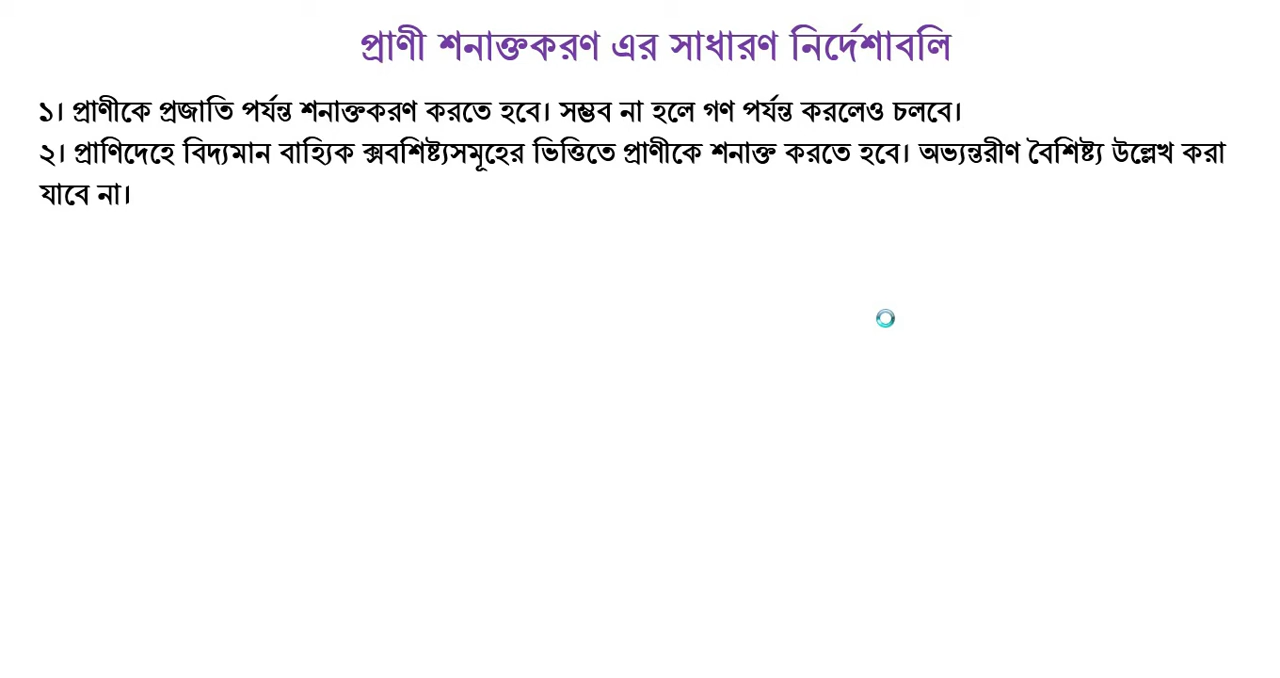 প্রাণী শনাক্তকরণ এর সাধারণ নির্দেশাবলি
১। প্রাণীকে প্রজাতি পর্যন্ত শনাক্তকরণ করতে হবে। সম্ভব না হলে গণ পর্যন্ত করলেও চলবে।
২। প্রাণিদেহে বিদ্যমান বাহ্যিক ক্সবশিষ্ট্যসমূহের ভিত্তিতে প্রাণীকে শনাক্ত করতে হবে। অভ্যন্তরীণ বৈশিষ্ট্য উল্লেখ করা
যাবে না।